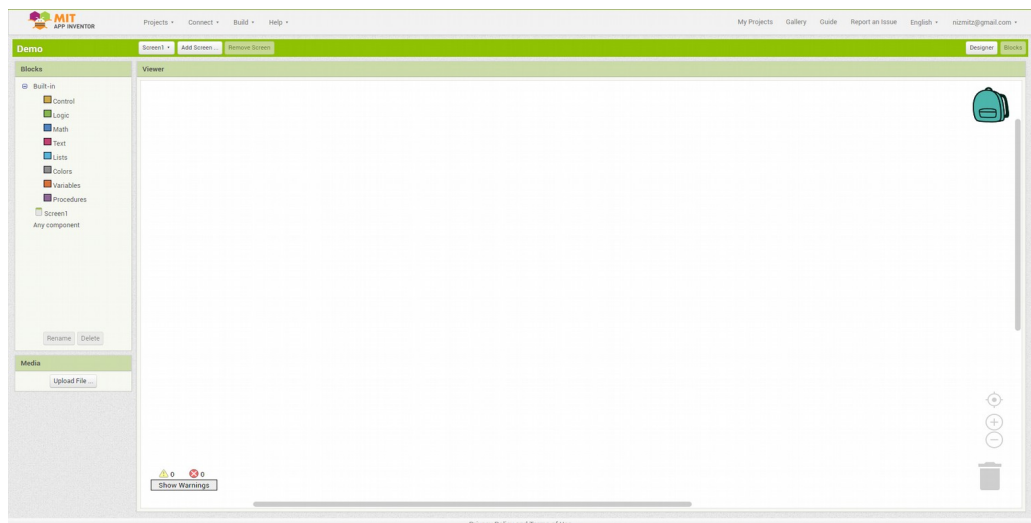 MIT
APP INVENTOR
Projects Connect Build Help My Projects Gallery Guide Report an Issue English nizmitz@gmail.com
Demo Screen1 Add Screen ... Remove Screen Designer Blocks
Blocks
Viewer
Built-in
Control
Logic
Math
Text
Lists
Colors
Variables
Procedures
Screen1
Any component
Rename Delete
Media
Upload File ...
0 0
Show Warnings